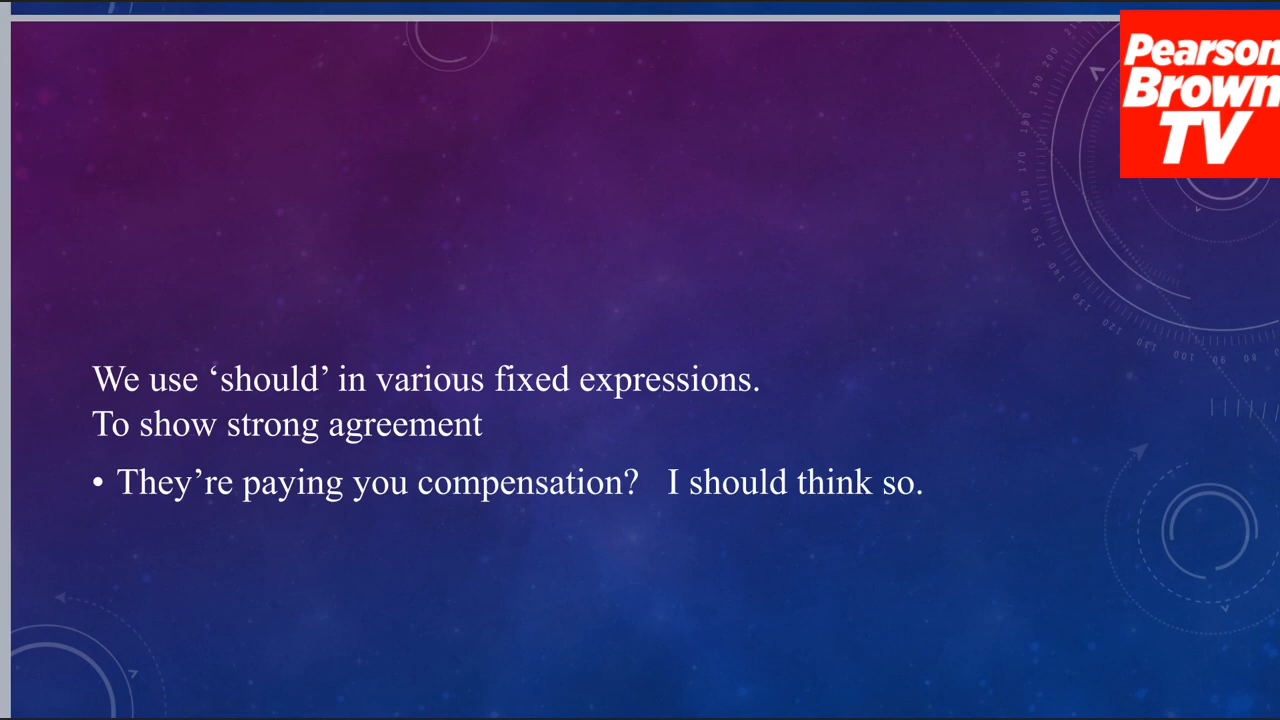 Pearson
Brown
TV
We use ‘should’ in various fixed expressions.
To show strong agreement
• They’re paying you compensation?   I should think so.